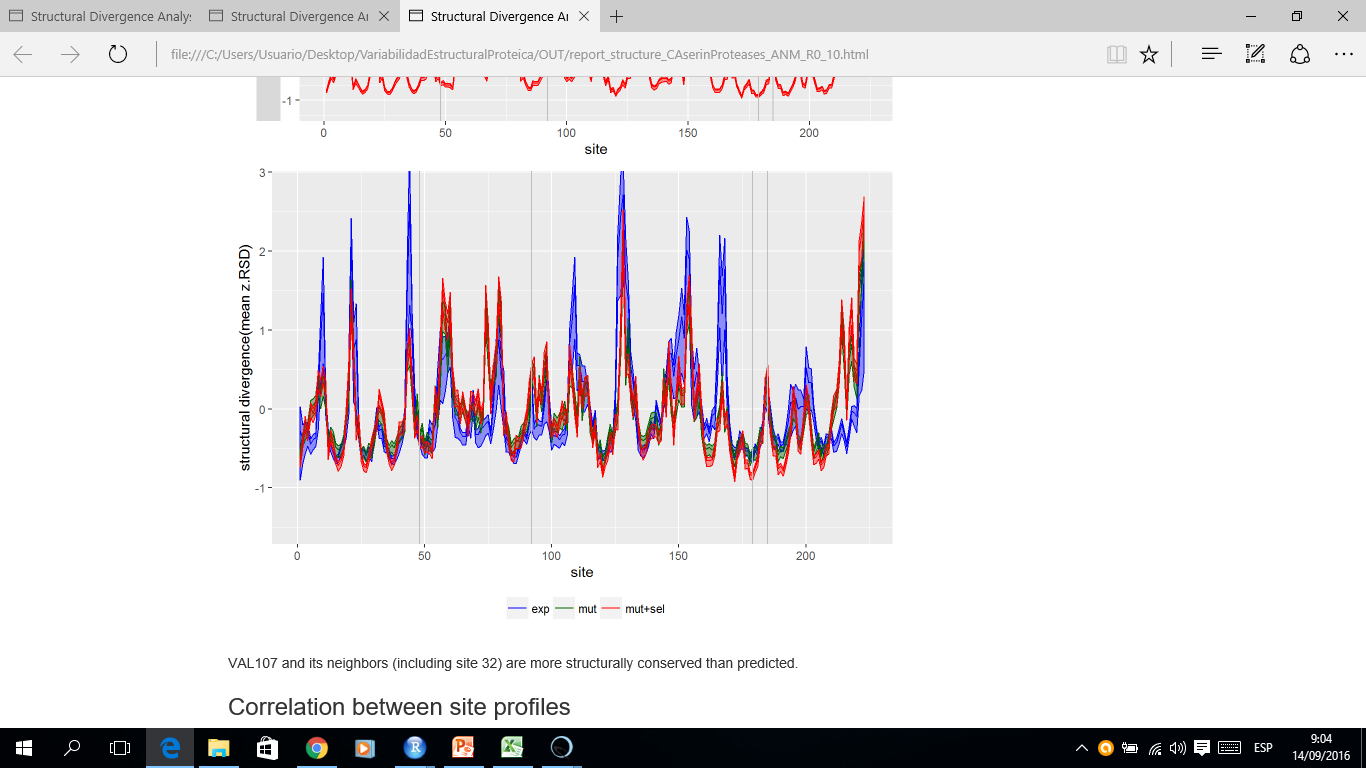 Structural Divergence Analys
Structural Divergence Ar
Structural Divergence Ar
file:///C:/Users/Usuario/Desktop/VariabilidadEstructuralProteica/OUT/report_structure_CAserinProteases_ANM_R0_10.html
-1
0 50 100 150 200
site
3
2
1
0
-1
structural divergence(mean z.RSD)
0 50 100 150 200
site
exp mut mut+sel
VAL107 and its neighbors (including site 32) are more structurally conserved than predicted.
Correlation between site profiles
ESP
9:04
14/09/2016